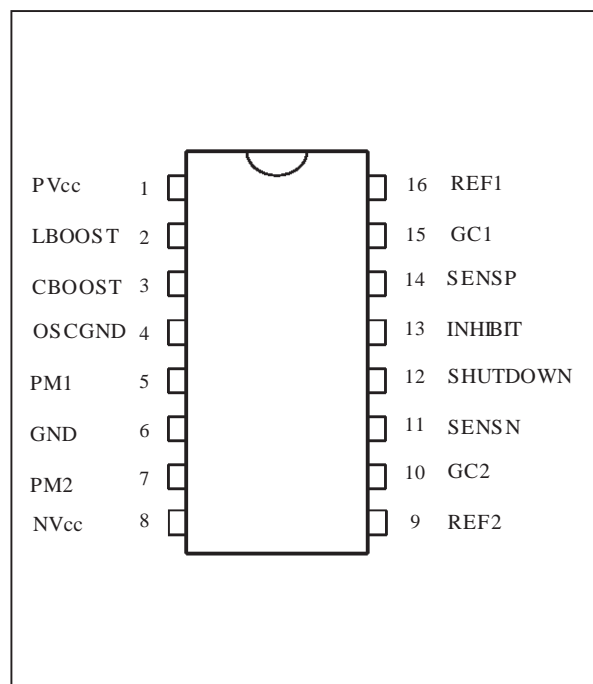 PVcc 1 16 REF1
LBOOST 2 15 GC1
CBOOST 3 14 SENSP
OSCGND 4 13 INHIBIT
PM1 5 12 SHUTDOWN
GND 6 11 SENSN
PM2 7 10 GC2
NVcc 8 9 REF2